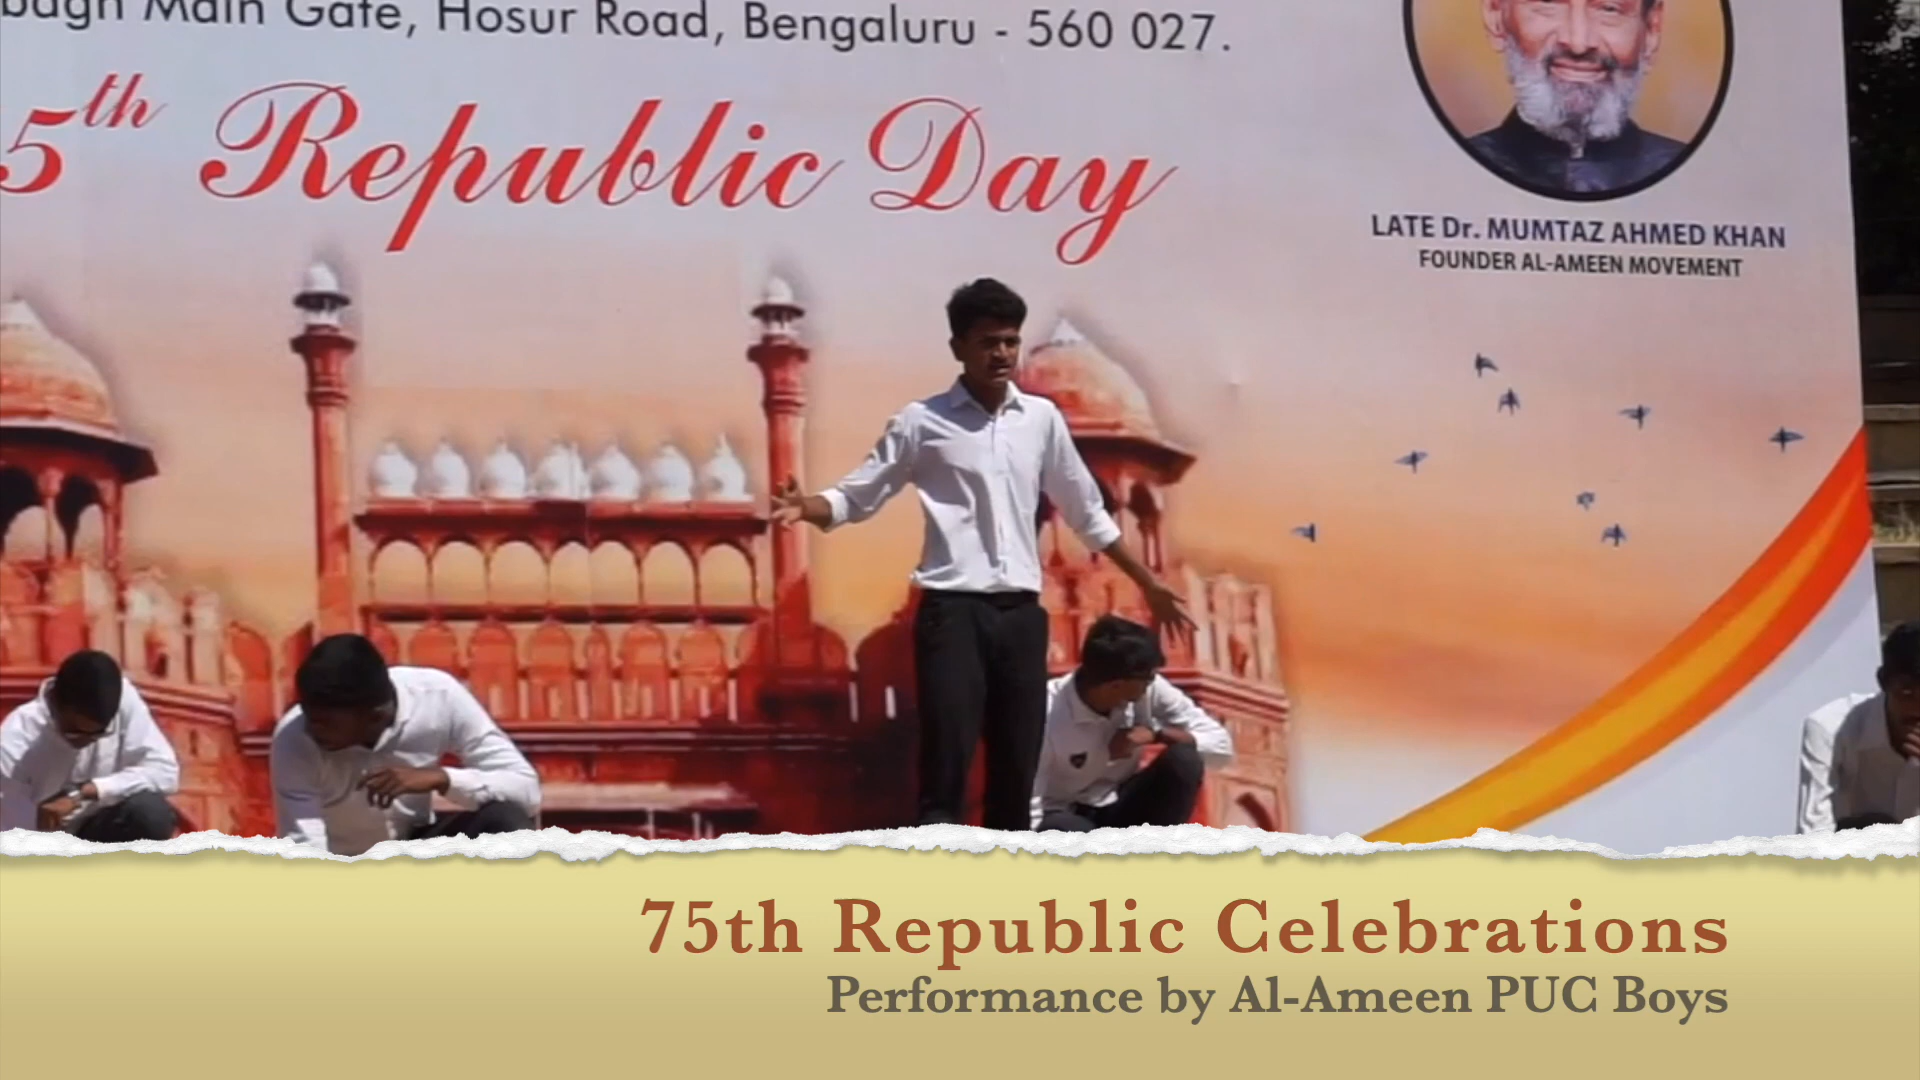 Main Gate, Hosur Road, Bengaluru - 560 027.
5th Republic Day
LATE Dr. MUMTAZ AHMED KHAN
FOUNDER AL-AMEEN MOVEMENT
75th Republic Celebrations
Performance by Al-Ameen PUC Boys